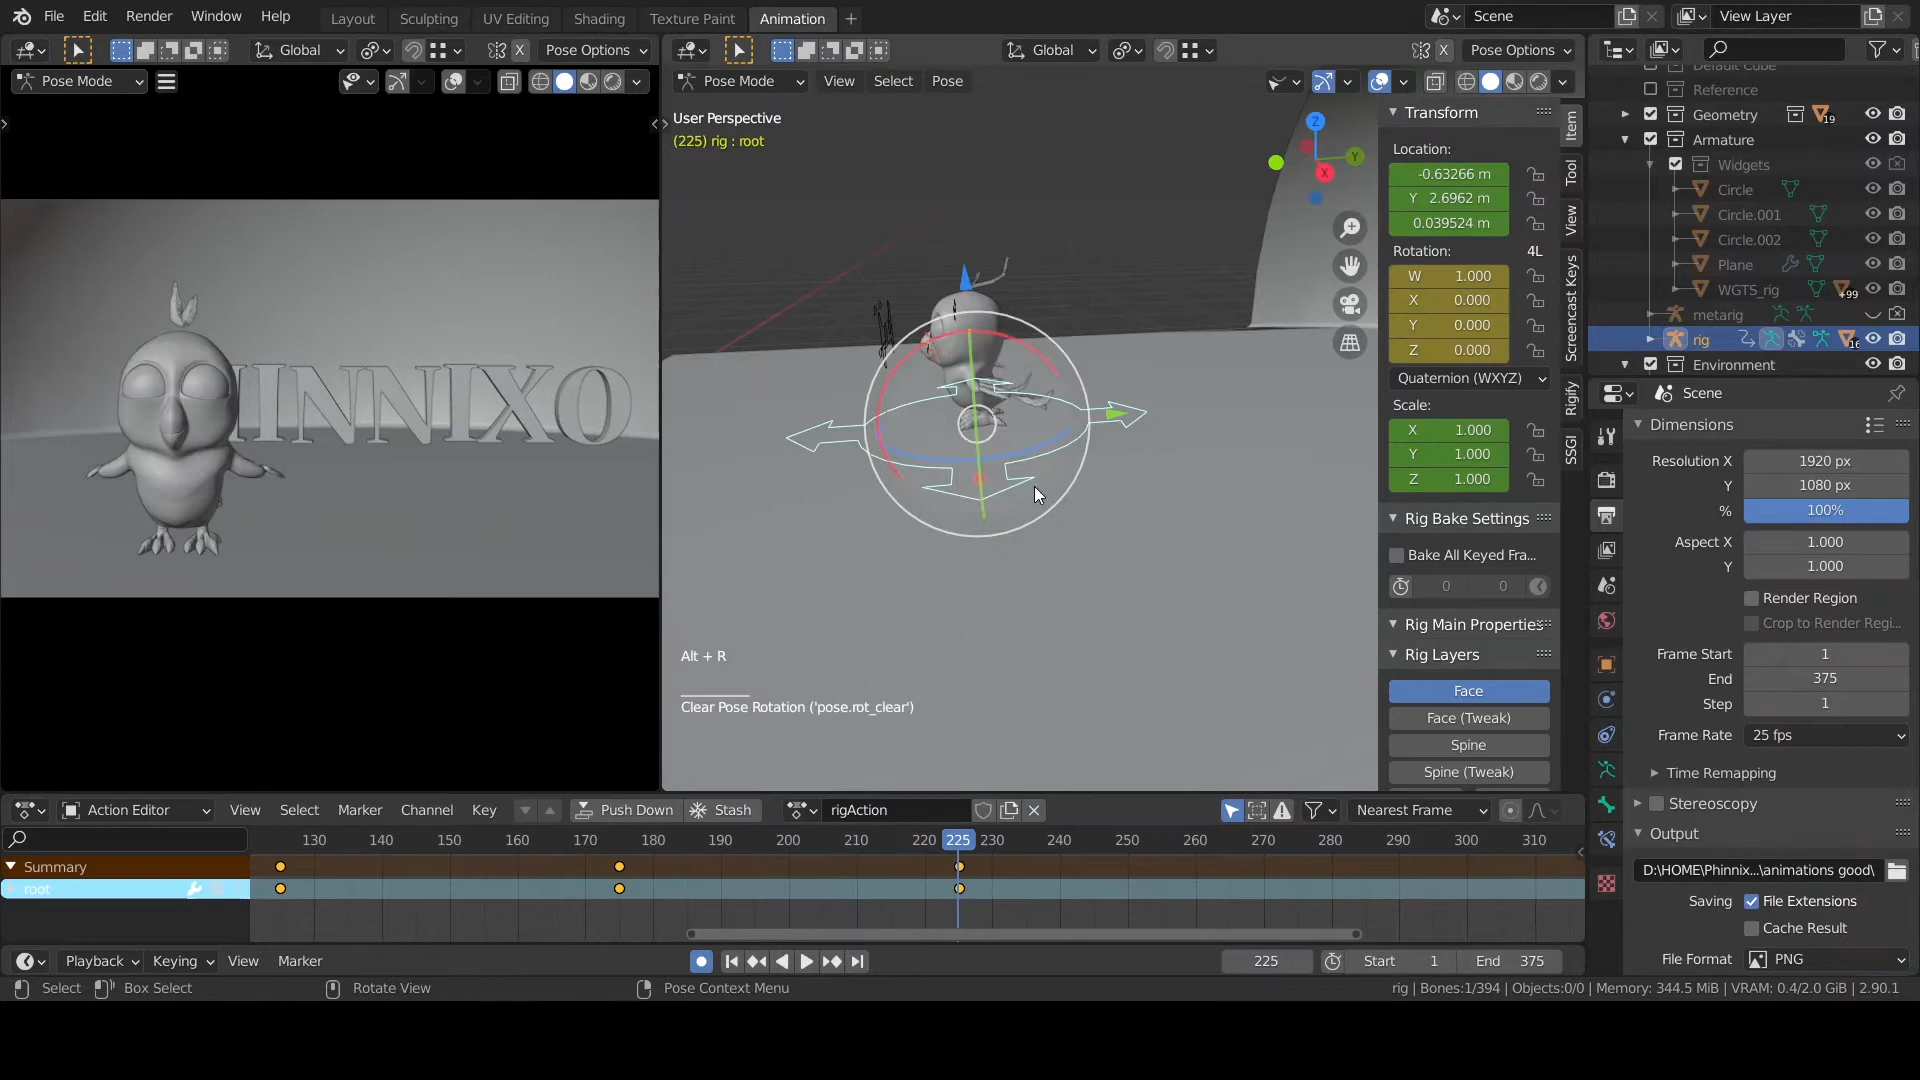 File Edit Render Window Help Layout Sculpting UV Editing Shading Texture Paint Animation + Scene View Layer
Global X Pose Options Global X Pose Options
Pose Mode Pose Mode View Select Pose
User Perspective
(225) rig : root
INNIXO
Z Y X
Alt + R
Clear Pose Rotation ('pose.rot_clear')
Transform
Location:
-0.63266 m
Y 2.6962 m
0.039524 m
Rotation: 4L
W 1.000
X 0.000
Y 0.000
Z 0.000
Quaternion (WXYZ)
Scale:
X 1.000
Y 1.000
Z 1.000
Rig Bake Settings
Bake All Keyed Fra...
0 0
Rig Main Properties
Rig Layers
Face
Face (Tweak)
Spine
Spine (Tweak)
Item
Tool
View
Screencast Keys
Rigify
SSGI
Default Cube
Reference
Geometry 19
Armature
Widgets
Circle
Circle.001
Circle.002
Plane
WGTS_rig +99
metarig
rig 16
Environment
Scene
Dimensions
Resolution X 1920 px
Y 1080 px
% 100%
Aspect X 1.000
Y 1.000
Render Region
Crop to Render Regi...
Frame Start 1
End 375
Step 1
Frame Rate 25 fps
Time Remapping
Stereoscopy
Output
D:\HOME\Phinnix...\animations good\
Saving File Extensions
Cache Result
File Format PNG
Action Editor View Select Marker Channel Key Push Down Stash rigAction Nearest Frame
130 140 150 160 170 180 190 200 210 220 225 230 240 250 260 270 280 290 300 310
Summary
root
Playback Keying View Marker 225 Start 1 End 375
Select Box Select Rotate View Pose Context Menu rig | Bones:1/394 | Objects:0/0 | Memory: 344.5 MiB | VRAM: 0.4/2.0 GiB | 2.90.1